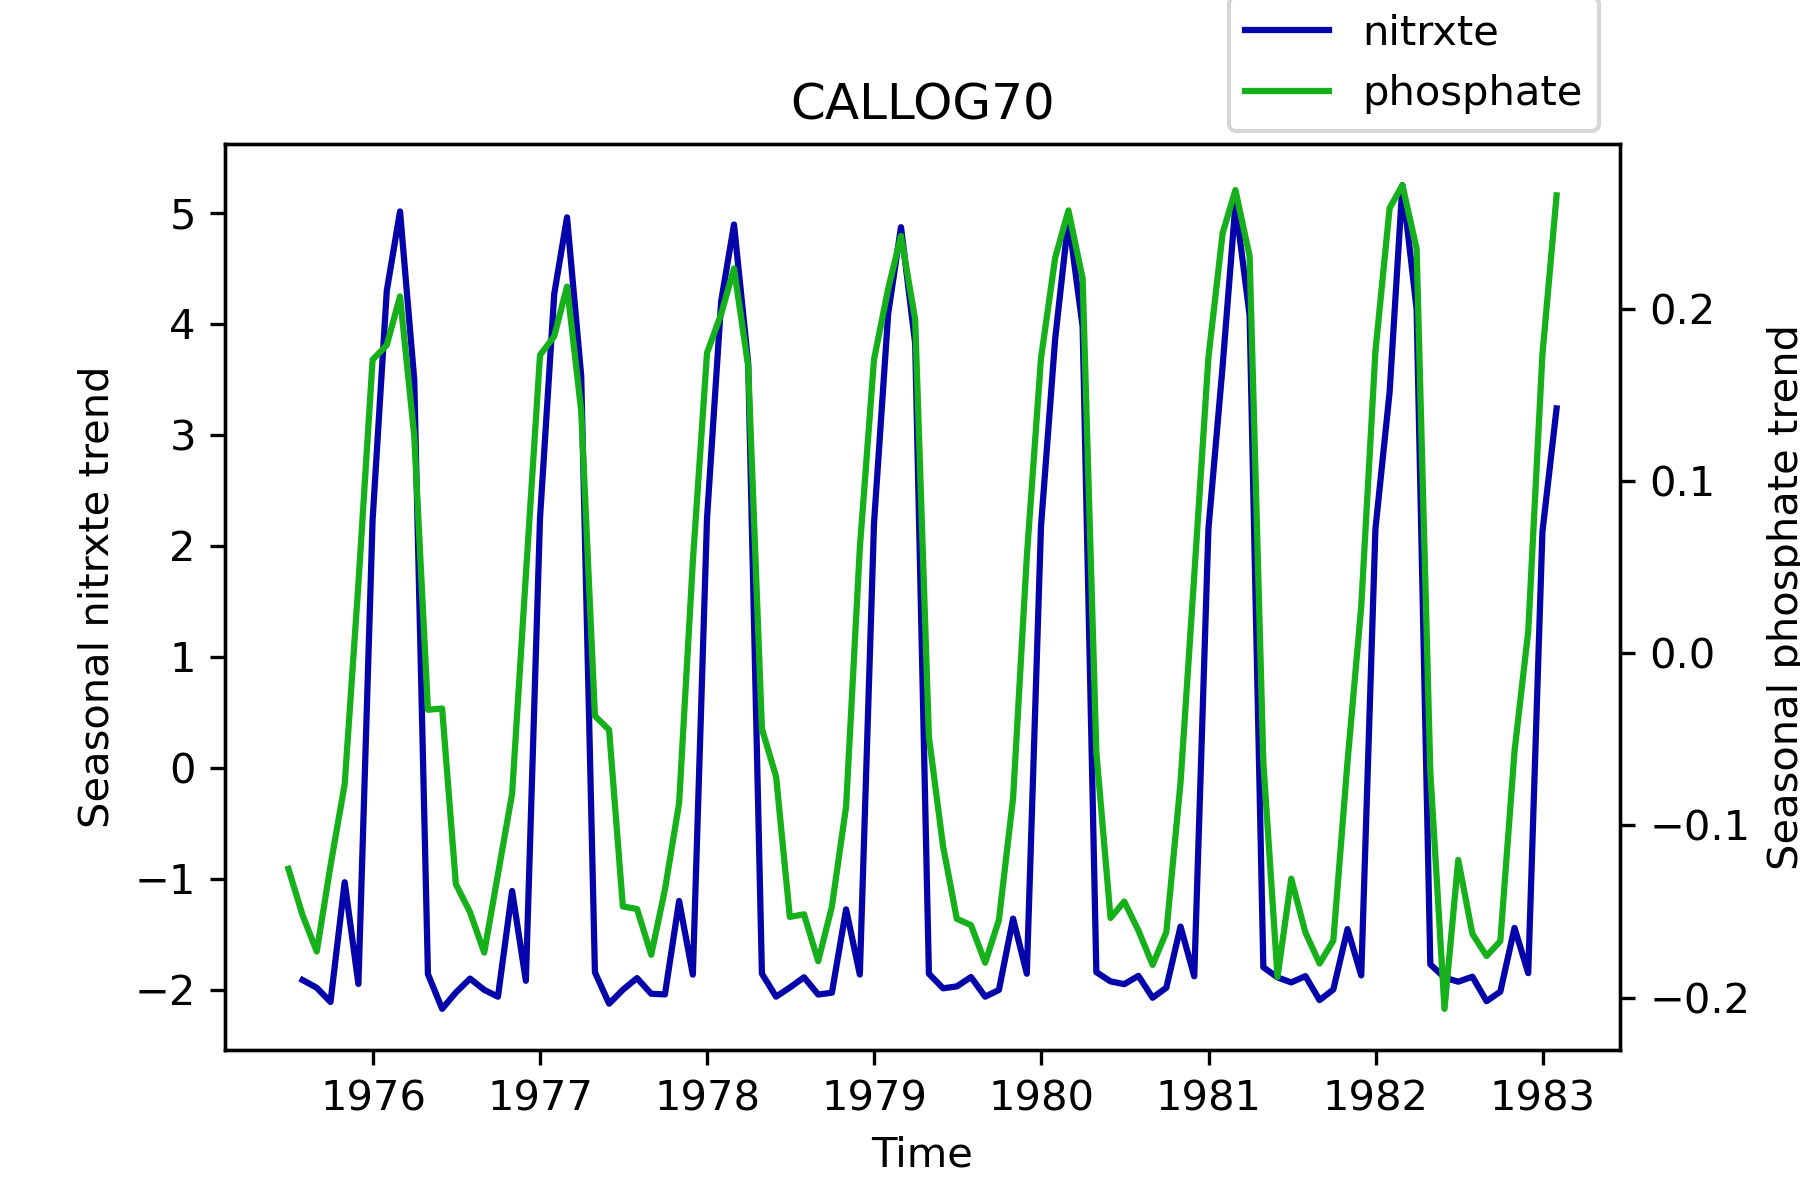 nitrxte
phosphate
CALLOG70
Seasonal nitrxte trend
5
4
3
2
1
0
−1
−2
0.2
0.1
0.0
−0.1
−0.2
Seasonal phosphate trend
1976 1977 1978 1979 1980 1981 1982 1983
Time